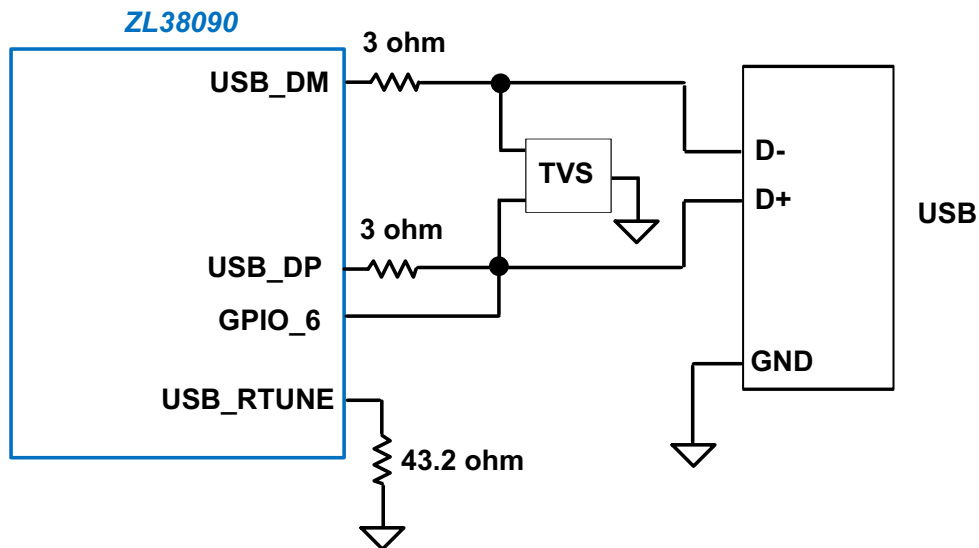 ZL38090
3 ohm
USB_DM
D-
TVS
D+
USB
3 ohm
USB_DP
GPIO_6
GND
USB_RTUNE
43.2 ohm